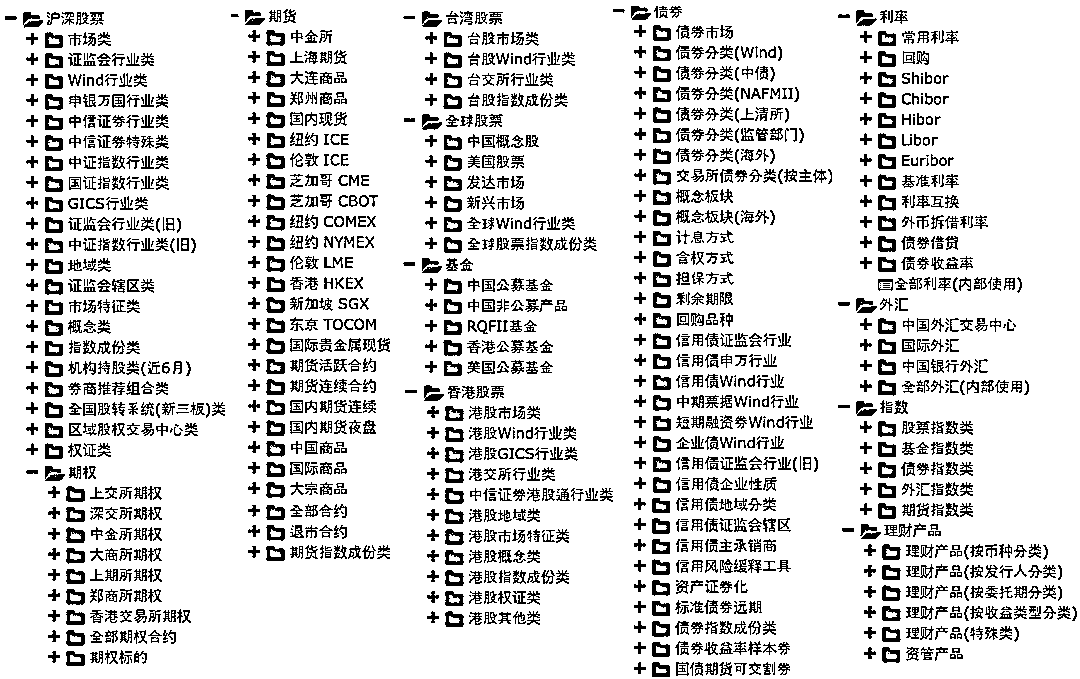 沪深股票
市场类
证监会行业类
Wind行业类
申银万国行业类
中信证券行业类
中信证券特殊类
中证指数行业类
国证指数行业类
GICS行业类
证监会行业类(旧)
中证指数行业类(旧)
地域类
证监会辖区类
市场特征类
概念类
指数成份类
机构持股类(近6月)
券商推荐组合类
全国股转系统(新三板)类
区域股权交易中心类
权证类
期权
上交所期权
深交所期权
中金所期权
大商所期权
上期所期权
郑商所期权
香港交易所期权
全部期权合约
期权标的
期货
中金所
上海期货
大连商品
郑州商品
国内现货
纽约 ICE
伦敦 ICE
芝加哥 CME
芝加哥 CBOT
纽约 COMEX
纽约 NYMEX
伦敦 LME
香港 HKEX
新加坡 SGX
东京 TOCOM
国际贵金属现货
期货活跃合约
期货连续合约
国内期货连续
国内期货夜盘
中国商品
国际商品
大宗商品
全部合约
退市合约
期货指数成份类
台湾股票
台股市场类
台股Wind行业类
台交所行业类
台股指数成份类
全球股票
中国概念股
美国股票
发达市场
新兴市场
全球Wind行业类
全球股票指数成份类
基金
中国公募基金
中国非公募产品
RQFII基金
香港公募基金
美国公募基金
香港股票
港股市场类
港股Wind行业类
港股GICS行业类
港交所行业类
中信证券港股通行业类
港股地域类
港股市场特征类
港股概念类
港股指数成份类
港股权证类
港股其他类
债券
债券市场
债券分类(Wind)
债券分类(中债)
债券分类(NAFMII)
债券分类(上清所)
债券分类(监管部门)
债券分类(海外)
交易所债券分类(按主体)
概念板块
概念板块(海外)
计息方式
含权方式
担保方式
剩余期限
回购品种
信用债证监会行业
信用债申万行业
信用债Wind行业
中期票据Wind行业
短期融资券Wind行业
企业债Wind行业
信用债证监会行业(旧)
信用债企业性质
信用债地域分类
信用债证监会辖区
信用债主承销商
信用风险缓释工具
资产证券化
标准债券远期
债券指数成份类
债券收益率样本券
国债期货可交割券
利率
常用利率
回购
Shibor
Chibor
Hibor
Libor
Euribor
基准利率
利率互换
外币拆借利率
债券借贷
债券收益率
全部利率(内部使用)
外汇
中国外汇交易中心
国际外汇
中国银行外汇
全部外汇(内部使用)
指数
股票指数类
基金指数类
债券指数类
外汇指数类
期货指数类
理财产品
理财产品(按币种分类)
理财产品(按发行人分类)
理财产品(按委托期分类)
理财产品(按收益类型分类)
理财产品(特殊类)
资管产品